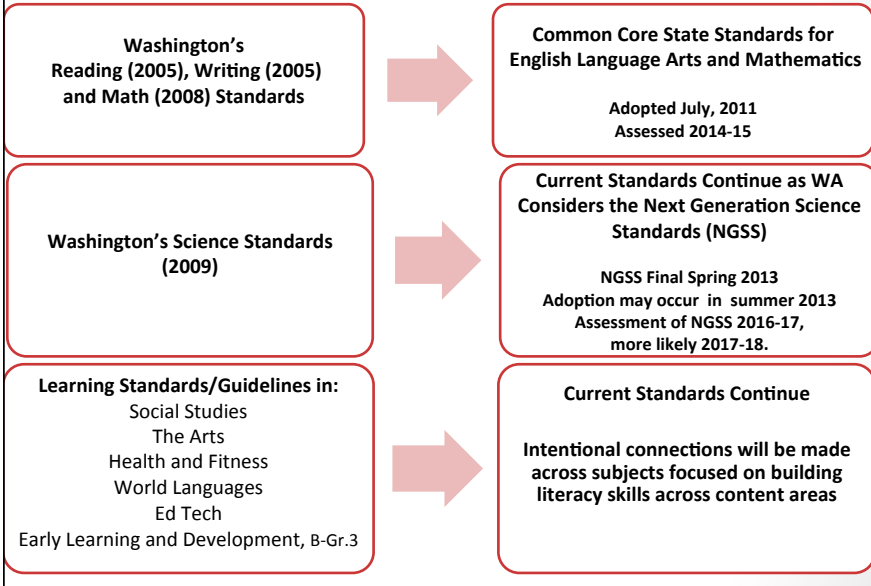 Washington's
Reading (2005), Writing (2005)
and Math (2008) Standards
Common Core State Standards for
English Language Arts and Mathematics
Adopted July, 2011
Assessed 2014-15
Washington's Science Standards
(2009)
Current Standards Continue as WA
Considers the Next Generation Science
Standards (NGSS)
NGSS Final Spring 2013
Adoption may occur in summer 2013
Assessment of NGSS 2016-17,
more likely 2017-18.
Learning Standards/Guidelines in:
Social Studies
The Arts
Health and Fitness
World Languages
Ed Tech
Early Learning and Development, B-Gr.3
Current Standards Continue
Intentional connections will be made
across subjects focused on building
literacy skills across content areas